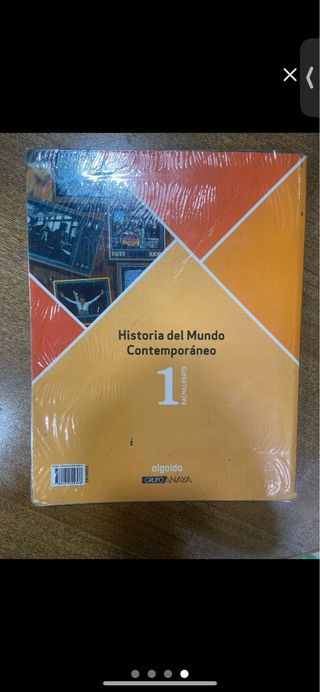 Historia del Mundo
Contemporáneo
1
BACHILLERATO
algaida
GRUPO ANAYA